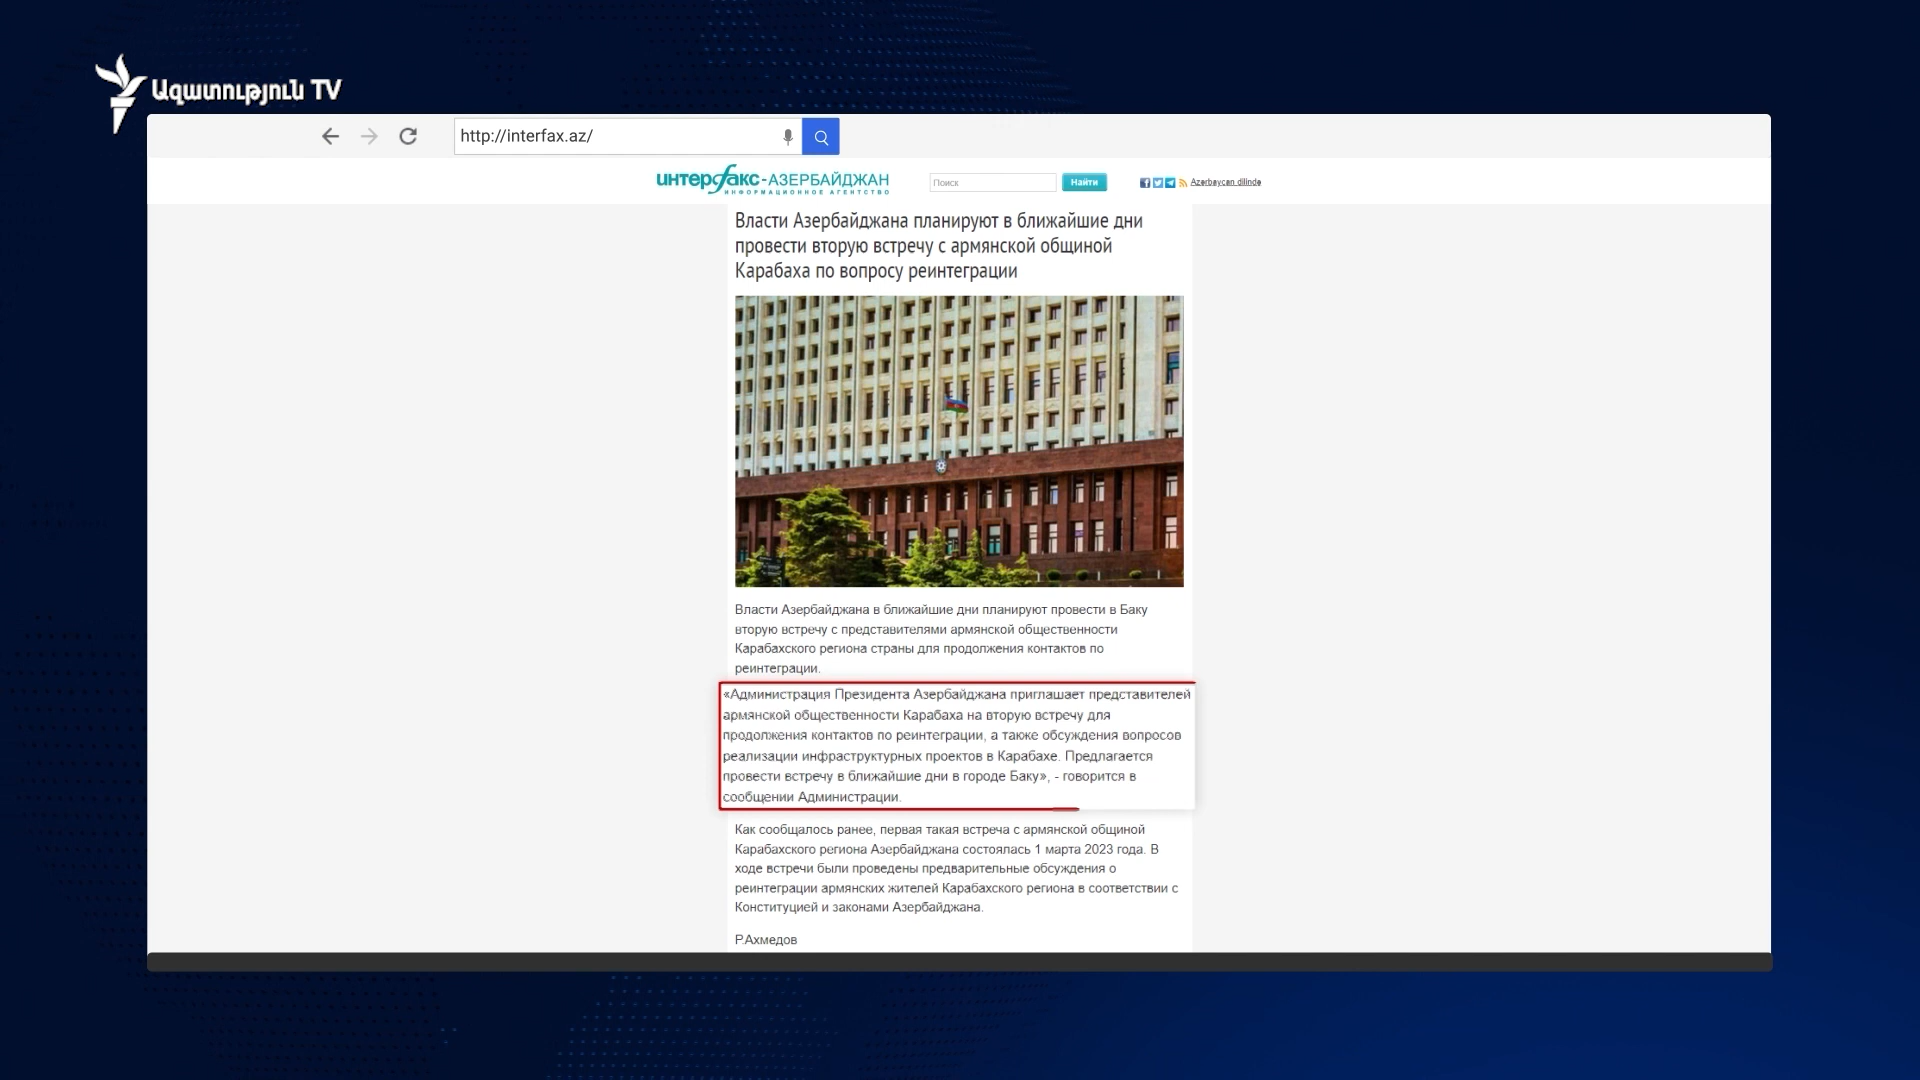 Ազատություն TV
http://interfax.az/
интерфакс-АЗЕРБАЙДЖАН
ИНФОРМАЦИОННОЕ АГЕНТСТВО
Поиск
Найти
Azərbaycan dilində
Власти Азербайджана планируют в ближайшие дни
провести вторую встречу с армянской общиной
Карабаха по вопросу реинтеграции
Власти Азербайджана в ближайшие дни планируют провести в Баку
вторую встречу с представителями армянской общественности
Карабахского региона страны для продолжения контактов по
реинтеграции.
«Администрация Президента Азербайджана приглашает представителей
армянской общественности Карабаха на вторую встречу для
продолжения контактов по реинтеграции, а также обсуждения вопросов
реализации инфраструктурных проектов в Карабахе. Предлагается
провести встречу в ближайшие дни в городе Баку», - говорится в
сообщении Администрации.
Как сообщалось ранее, первая такая встреча с армянской общиной
Карабахского региона Азербайджана состоялась 1 марта 2023 года. В
ходе встречи были проведены предварительные обсуждения о
реинтеграции армянских жителей Карабахского региона в соответствии с
Конституцией и законами Азербайджана.
Р.Ахмедов